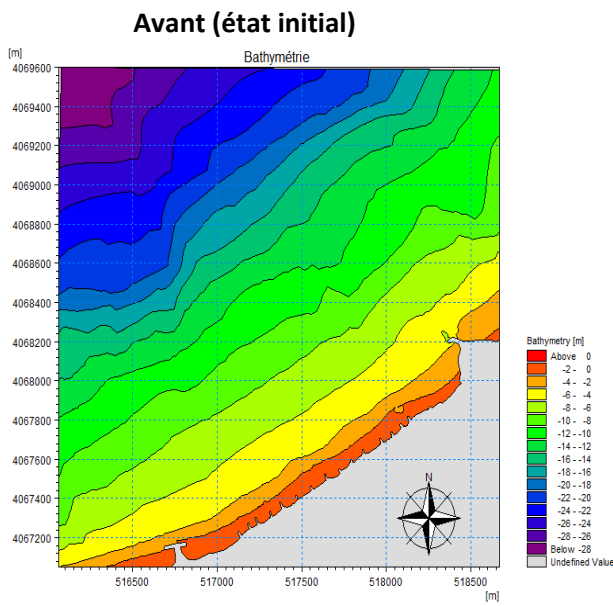 Avant (état initial)
[m]
Bathymétrie
4069600
4069400
4069200
4069000
4068800
4068600
4068400
4068200
4068000
4067800
4067600
4067400
4067200
516500
517000
517500
518000
518500
[m]
N
Bathymetry [m]
Above 0
-2 - 0
-4 - -2
-6 - -4
-8 - -6
-10 - -8
-12 - -10
-14 - -12
-16 - -14
-18 - -16
-20 - -18
-22 - -20
-24 - -22
-26 - -24
-28 - -26
Below -28
Undefined Value